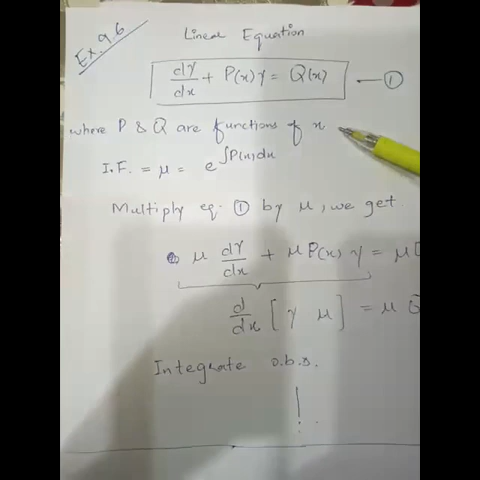 Ex. 9.6
Linear Equation
dy/dx + P(x) y = Q(x) — ①
where P & Q are functions of x
I.F. = μ = e^∫P(x)dx
Multiply eq. ① by μ, we get
μ dy/dx + μ P(x) y = μ
d/dx [ y μ ] = μ Q
Integrate o.b.s.